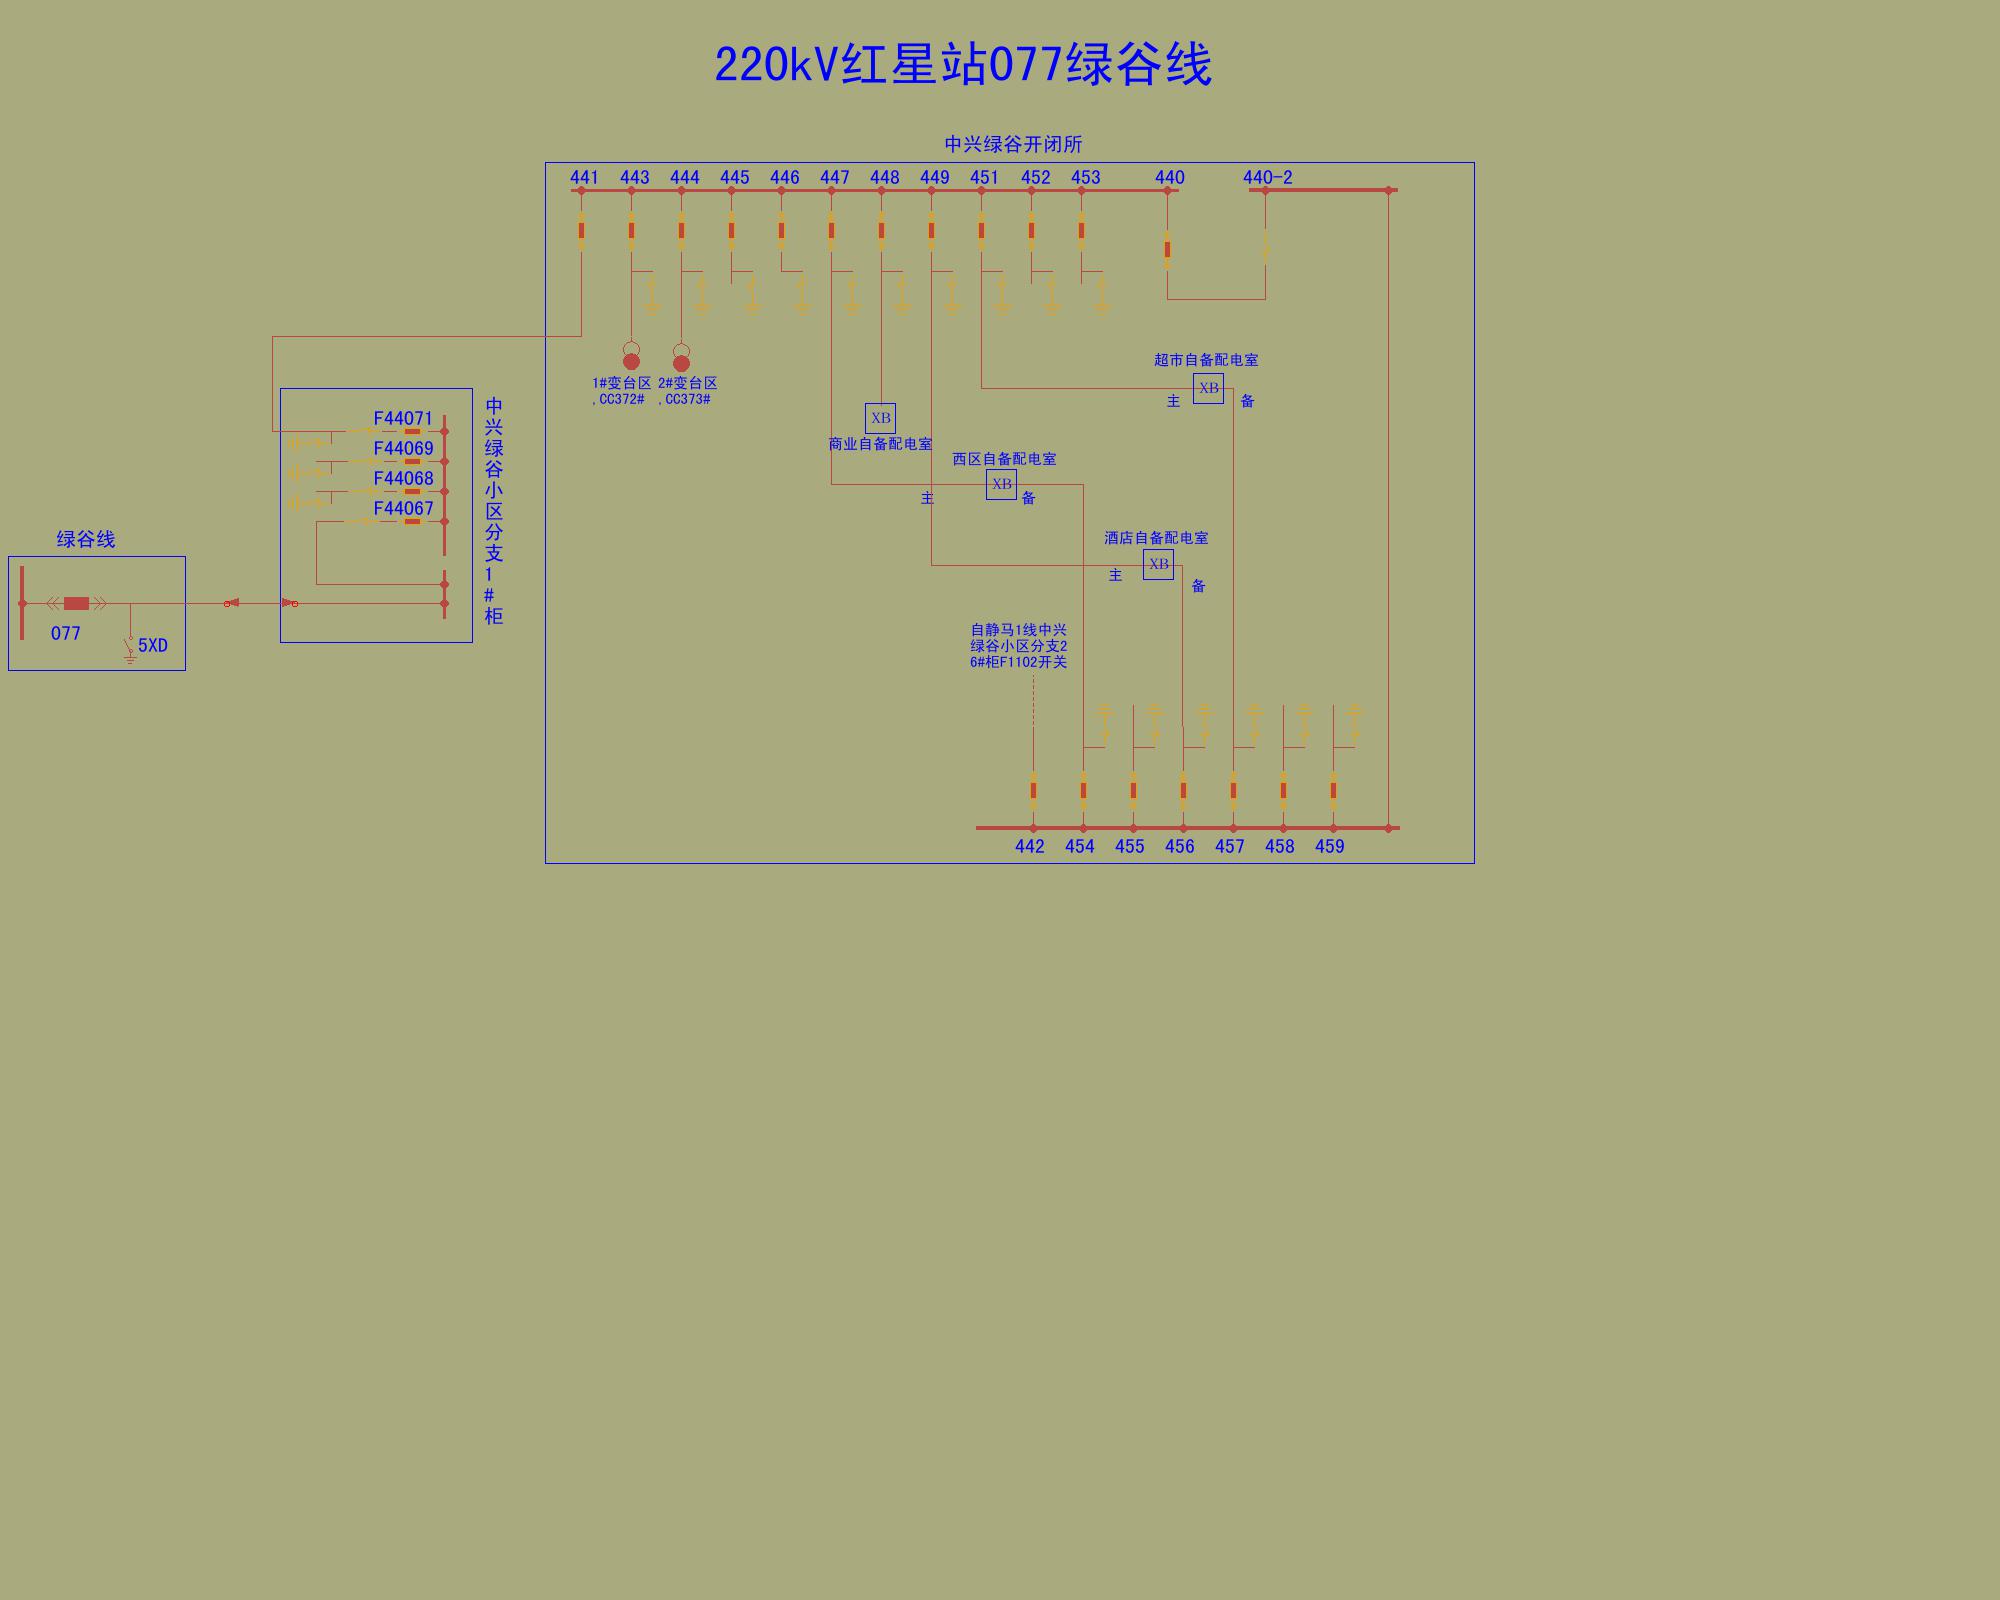 220kV红星站077绿谷线
中兴绿谷开闭所
441 443 444 445 446 447 448 449 451 452 453 440 440-2
超市自备配电室
XB
主 备
1#变台区
,CC372#
2#变台区
,CC373#
XB
商业自备配电室
中兴绿谷小区分支1#柜
F44071
F44069
F44068
F44067
西区自备配电室
XB
主 备
绿谷线
077
5XD
酒店自备配电室
XB
主 备
自静马1线中兴
绿谷小区分支2
6#柜F1102开关
442 454 455 456 457 458 459